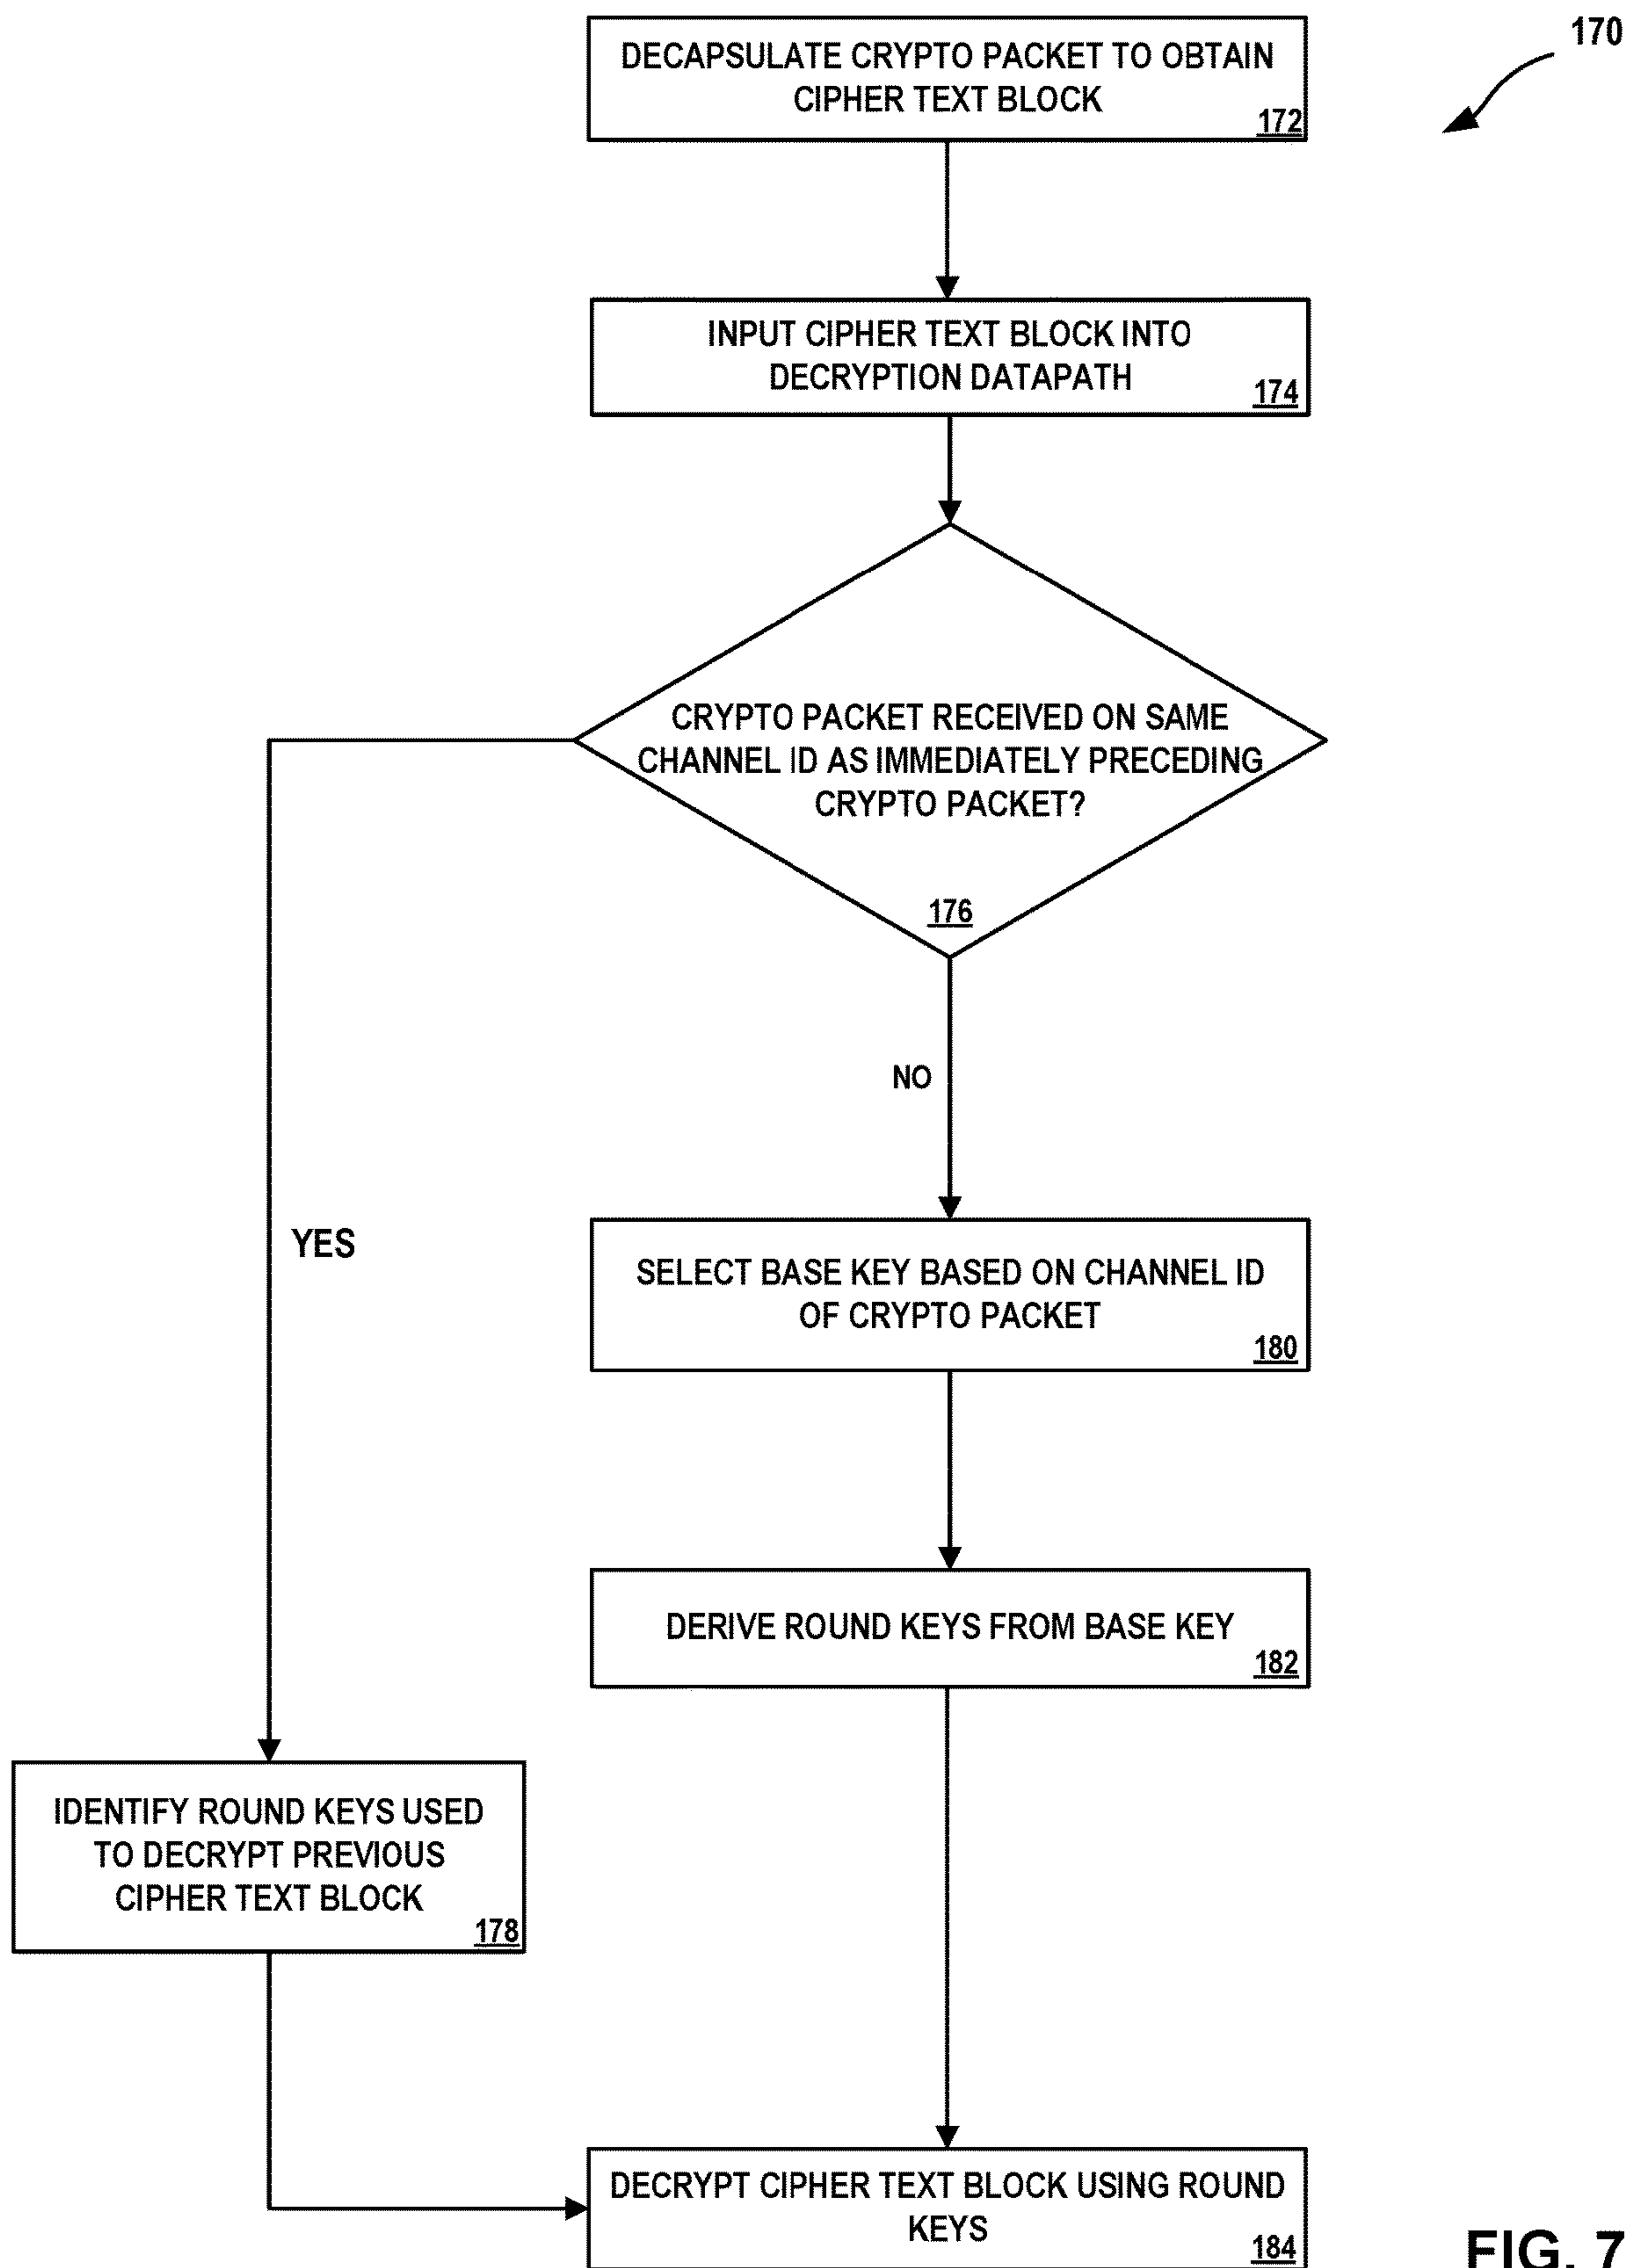 170
DECAPSULATE CRYPTO PACKET TO OBTAIN
CIPHER TEXT BLOCK
172
INPUT CIPHER TEXT BLOCK INTO
DECRYPTION DATAPATH
174
CRYPTO PACKET RECEIVED ON SAME
CHANNEL ID AS IMMEDIATELY PRECEDING
CRYPTO PACKET?
176
NO
YES
SELECT BASE KEY BASED ON CHANNEL ID
OF CRYPTO PACKET
180
DERIVE ROUND KEYS FROM BASE KEY
182
IDENTIFY ROUND KEYS USED
TO DECRYPT PREVIOUS
CIPHER TEXT BLOCK
178
DECRYPT CIPHER TEXT BLOCK USING ROUND
KEYS
184
FIG. 7